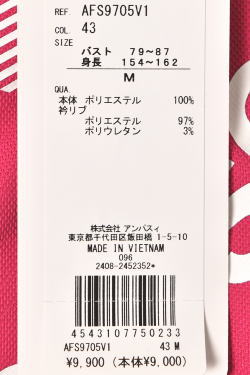 REF. AFS9705V1
COL. 43
SIZE
バスト 79~87
身長 154~162
M
QUA.
本体 ポリエステル 100%
衿リブ
ポリエステル 97%
ポリウレタン 3%
株式会社 アンパスィ
東京都千代田区飯田橋 1-5-10
MADE IN VIETNAM
096
2408-2452352*
4543107750233
AFS9705V1 43 M
¥9,900 (本体¥9,000)